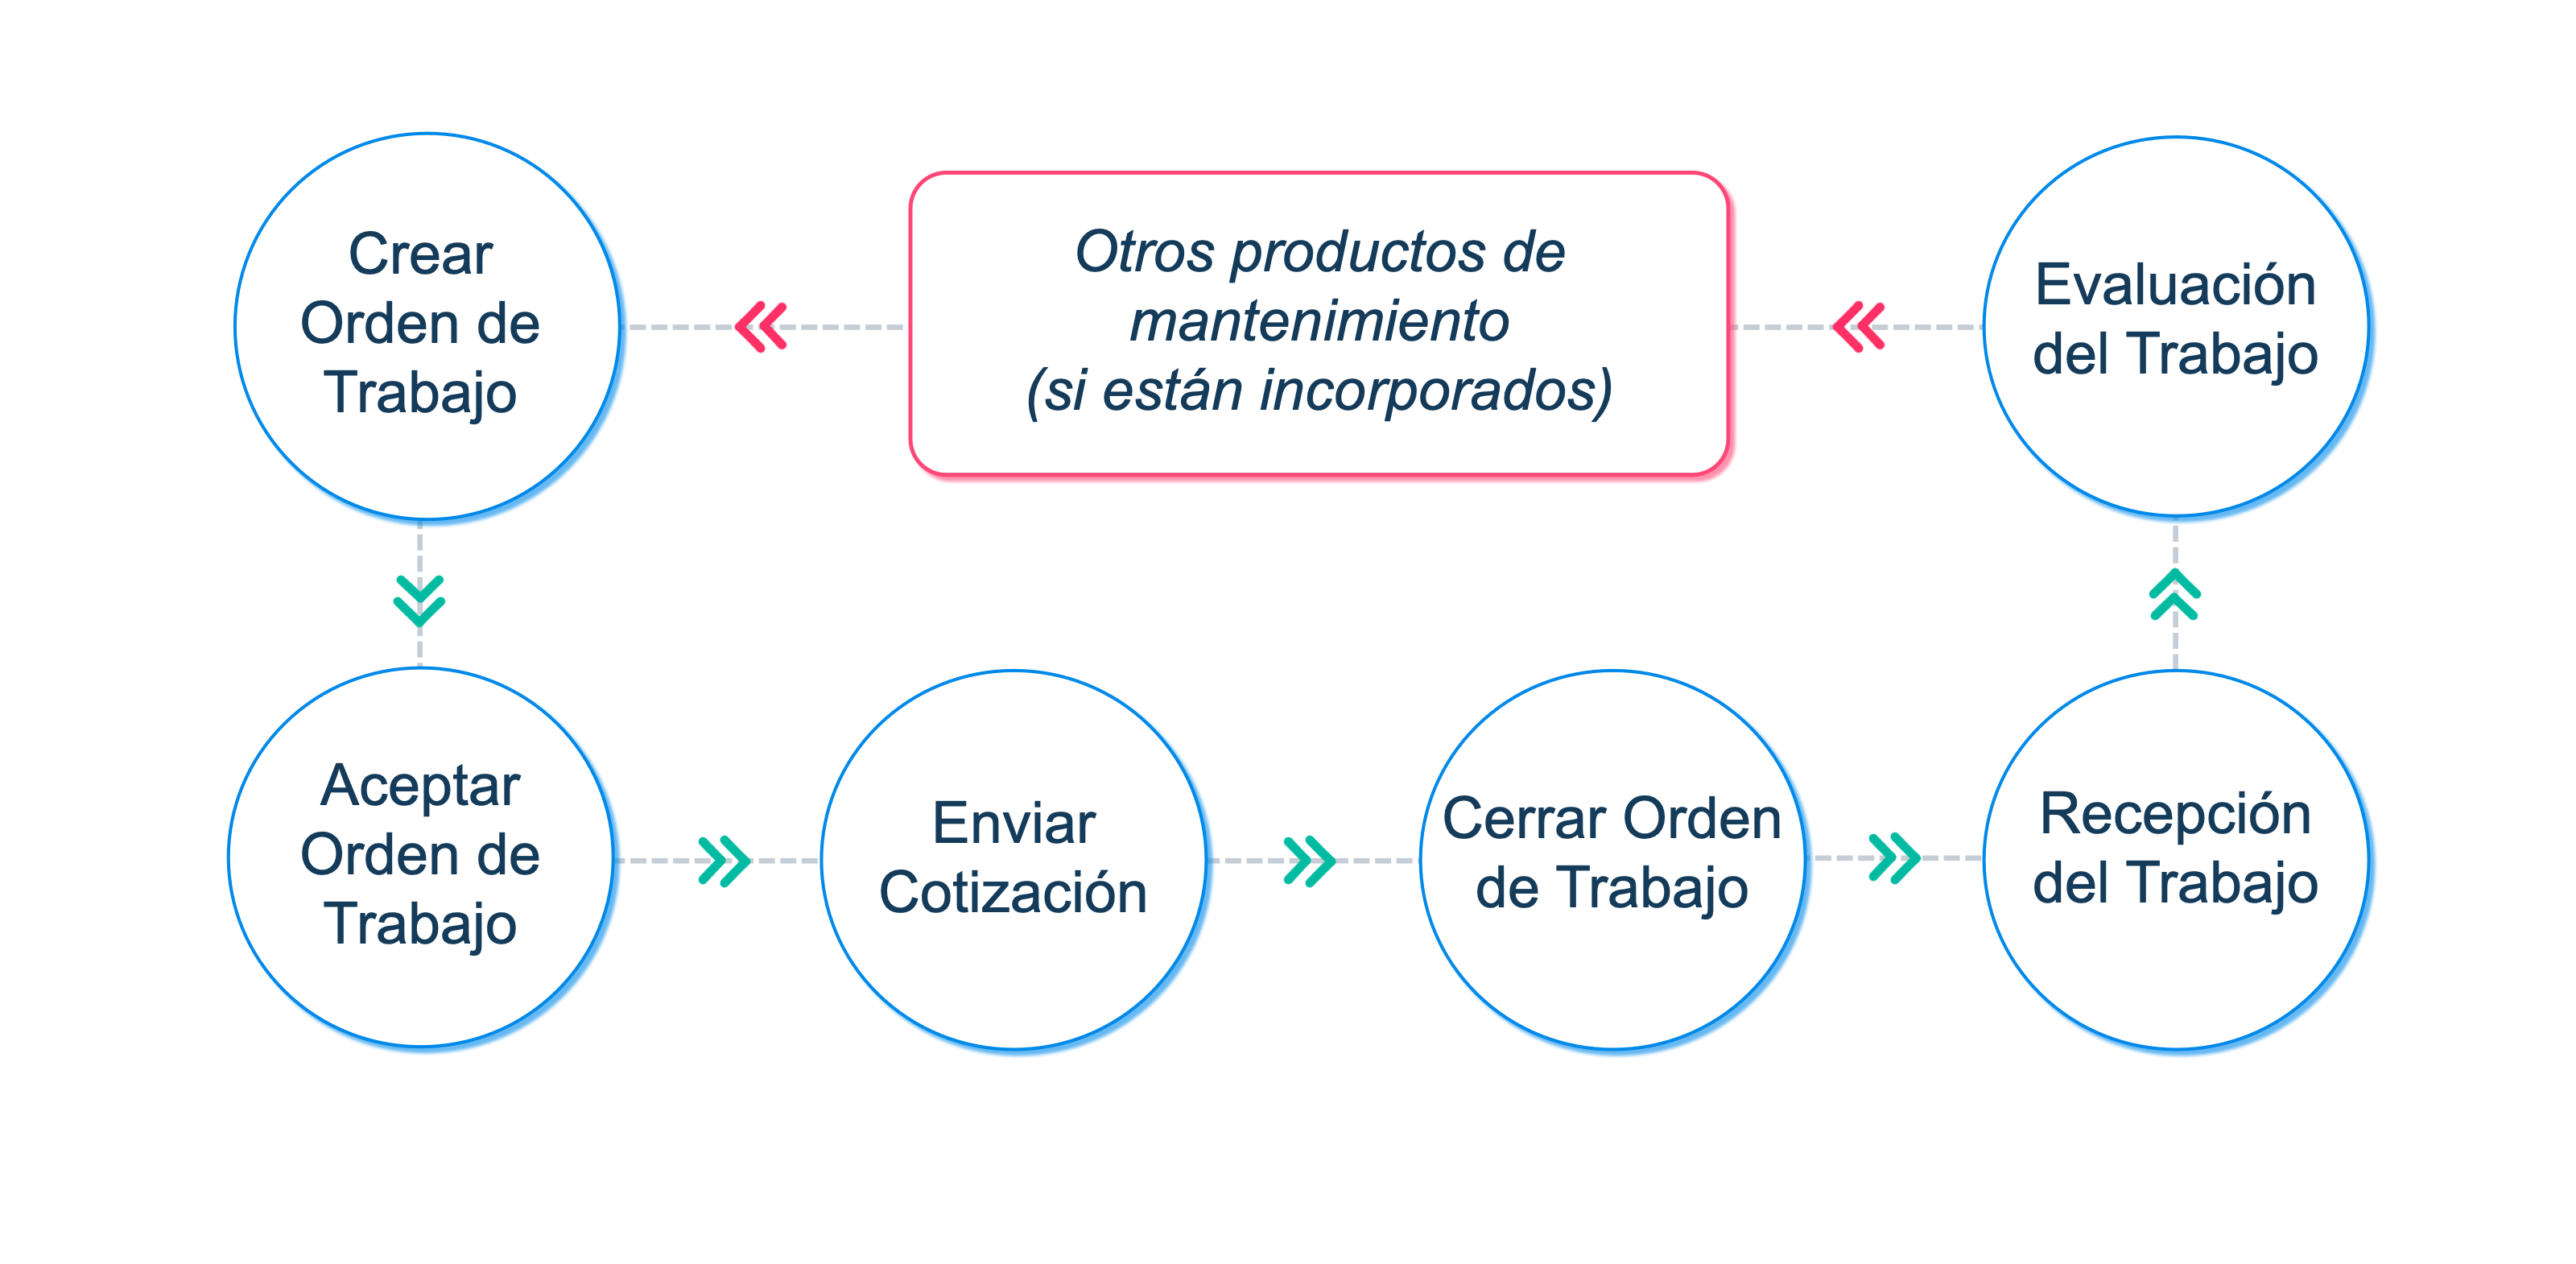 Crear
Orden de
Trabajo
Otros productos de
mantenimiento
(si están incorporados)
Evaluación
del Trabajo
Aceptar
Orden de
Trabajo
Enviar
Cotización
Cerrar Orden
de Trabajo
Recepción
del Trabajo